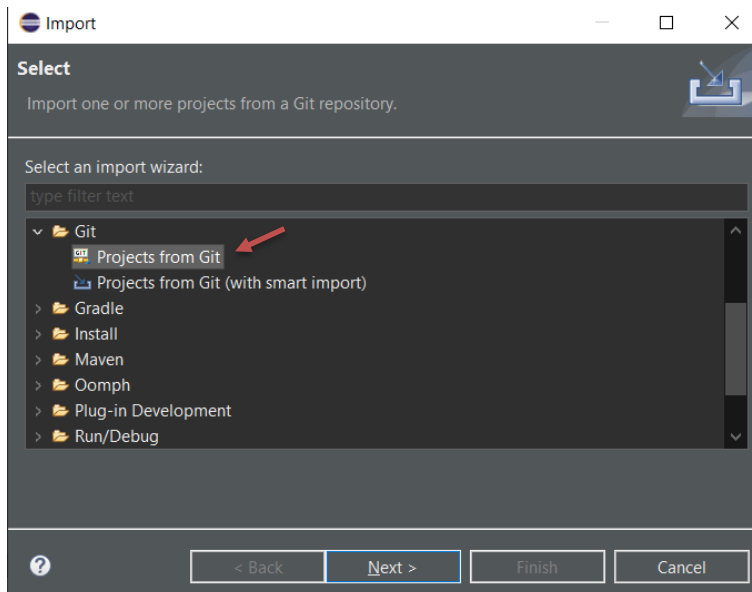 Import
Select
Import one or more projects from a Git repository.
Select an import wizard:
type filter text
Git
Projects from Git
Projects from Git (with smart import)
Gradle
Install
Maven
Oomph
Plug-in Development
Run/Debug
?
< Back Next > Finish Cancel